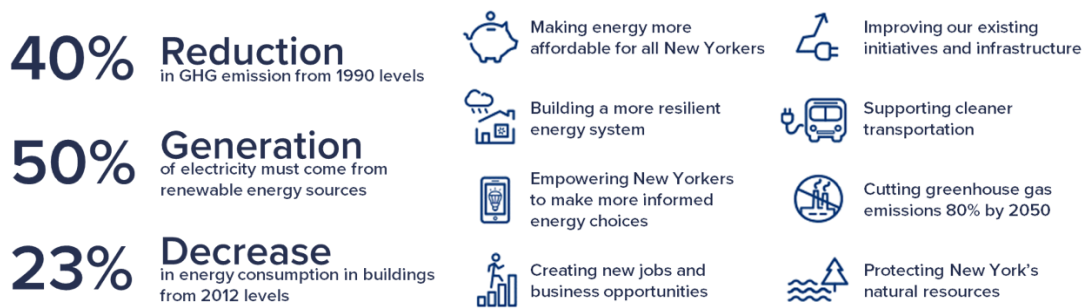 40% Reduction
in GHG emission from 1990 levels
50% Generation
of electricity must come from
renewable energy sources
23% Decrease
in energy consumption in buildings
from 2012 levels
Making energy more
affordable for all New Yorkers
Building a more resilient
energy system
Empowering New Yorkers
to make more informed
energy choices
Creating new jobs and
business opportunities
Improving our existing
initiatives and infrastructure
Supporting cleaner
transportation
Cutting greenhouse gas
emissions 80% by 2050
Protecting New York's
natural resources